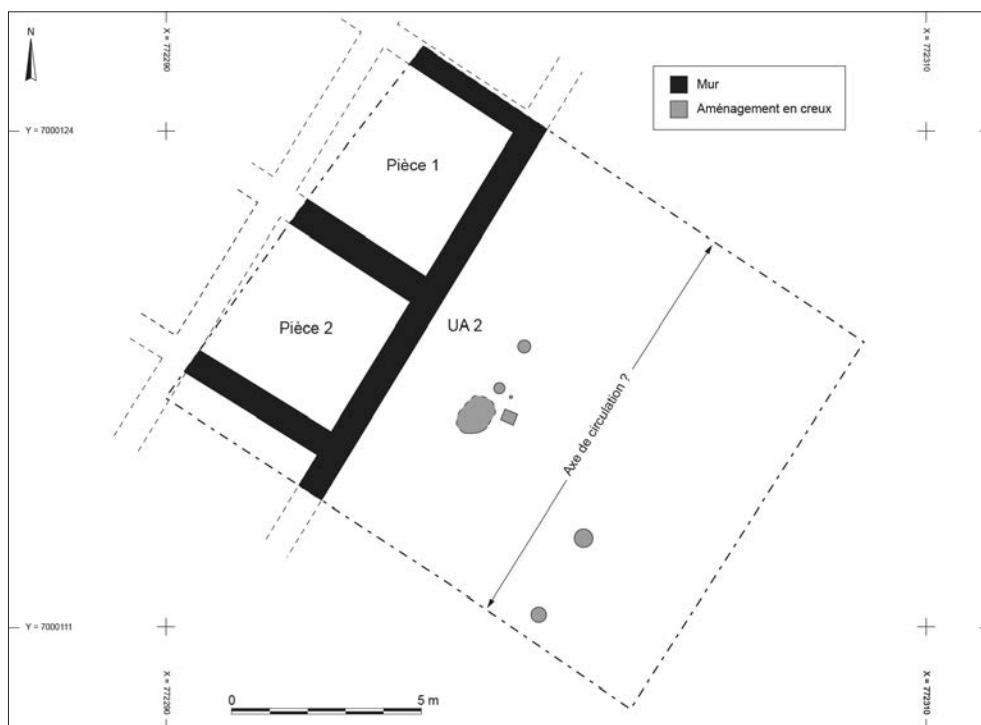 N
X = 772290
X = 772310
Mur
Aménagement en creux
Y = 7000124
Pièce 1
Pièce 2
UA 2
Axe de circulation ?
Y = 7000111
0 5 m
X = 772290
X = 772310